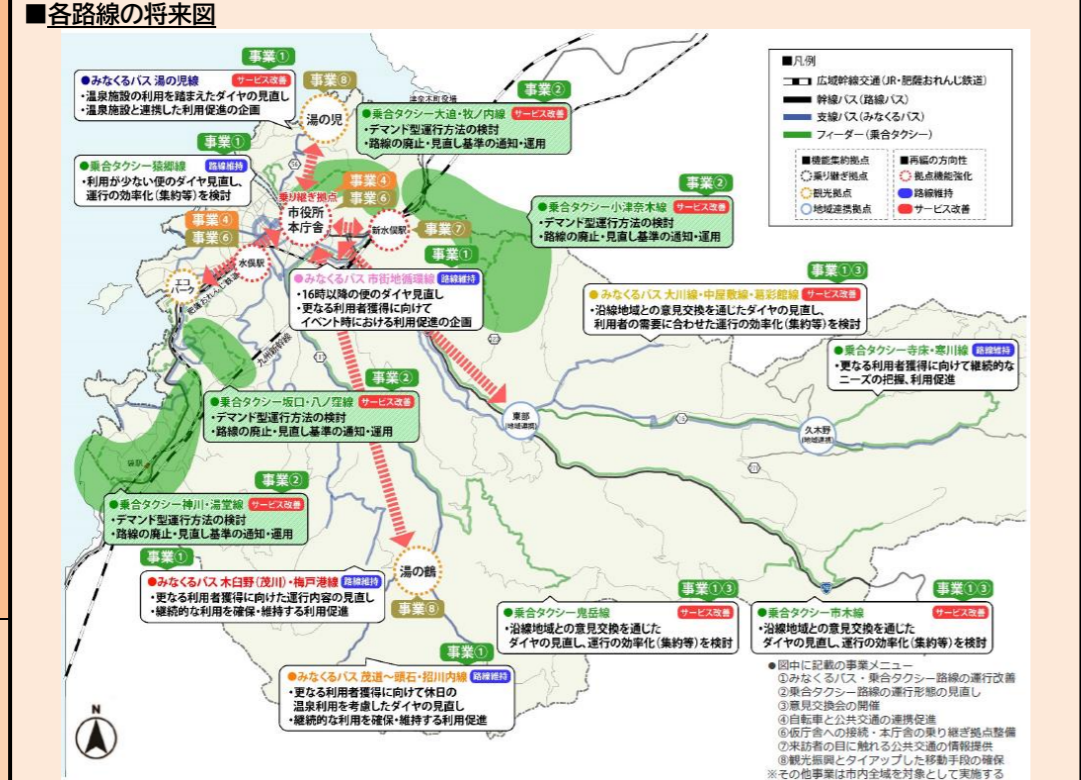 ■各路線の将来図
事業①
●みなくるバス 湯の児線 サービス改善
・温泉施設の利用を踏まえたダイヤの見直し
・温泉施設と連携した利用促進の企画
事業⑧
湯の児
津奈木町役場
事業②
●乗合タクシー大迫・牧ノ内線 サービス改善
・デマンド型運行方法の検討
・路線の廃止・見直し基準の通知・運用
■凡例
広域幹線交通(JR・肥薩おれんじ鉄道)
幹線バス(路線バス)
支線バス(みなくるバス)
フィーダー(乗合タクシー)
■機能集約拠点
乗り継ぎ拠点
観光拠点
地域連携拠点
■再編の方向性
拠点機能強化
路線維持
サービス改善
事業①
●乗合タクシー猿郷線 路線維持
・利用が少ない便のダイヤ見直し、
運行の効率化(集約等)を検討
事業④
事業⑥
乗り継ぎ拠点
市役所
本庁舎
事業④
事業⑥
新水俣駅
事業⑦
水俣駅
エコ
パーク
肥薩おれんじ鉄道
九州新幹線
事業②
●乗合タクシー小津奈木線 サービス改善
・デマンド型運行方法の検討
・路線の廃止・見直し基準の通知・運用
事業①
●みなくるバス 市街地循環線 路線維持
・16時以降の便のダイヤ見直し
・更なる利用者獲得に向けて
イベント時における利用促進の企画
事業①③
●みなくるバス 大川線・中屋敷線・葛彩館線 サービス改善
・沿線地域との意見交換を通じたダイヤの見直し、
利用者の需要に合わせた運行の効率化(集約等)を検討
●乗合タクシー寺床・寒川線 路線維持
・更なる利用者獲得に向けて継続的な
ニーズの把握、利用促進
事業②
●乗合タクシー坂口・八ノ窪線 サービス改善
・デマンド型運行方法の検討
・路線の廃止・見直し基準の通知・運用
東部
(地域連携)
久木野
(地域連携)
袋駅
事業②
●乗合タクシー神川・湯堂線 サービス改善
・デマンド型運行方法の検討
・路線の廃止・見直し基準の通知・運用
事業①
●みなくるバス 木臼野(茂川)・梅戸港線 路線維持
・更なる利用者獲得に向けた運行内容の見直し
・継続的な利用を確保・維持する利用促進
湯の鶴
事業⑧
事業①③
●乗合タクシー鬼岳線 サービス改善
・沿線地域との意見交換を通じた
ダイヤの見直し、運行の効率化(集約等)を検討
事業①③
●乗合タクシー市木線 サービス改善
・沿線地域との意見交換を通じた
ダイヤの見直し、運行の効率化(集約等)を検討
事業①
●みなくるバス 茂道～頭石・招川内線 路線維持
・更なる利用者獲得に向けて休日の
温泉利用を考慮したダイヤの見直し
・継続的な利用を確保・維持する利用促進
●図中に記載の事業メニュー
①みなくるバス・乗合タクシー路線の運行改善
②乗合タクシー路線の運行形態の見直し
③意見交換会の開催
④自転車と公共交通の連携促進
⑥仮庁舎への接続・本庁舎の乗り継ぎ拠点整備
⑦来訪者の目に触れる公共交通の情報提供
⑧観光振興とタイアップした移動手段の確保
※その他事業は市内全域を対象として実施する
N